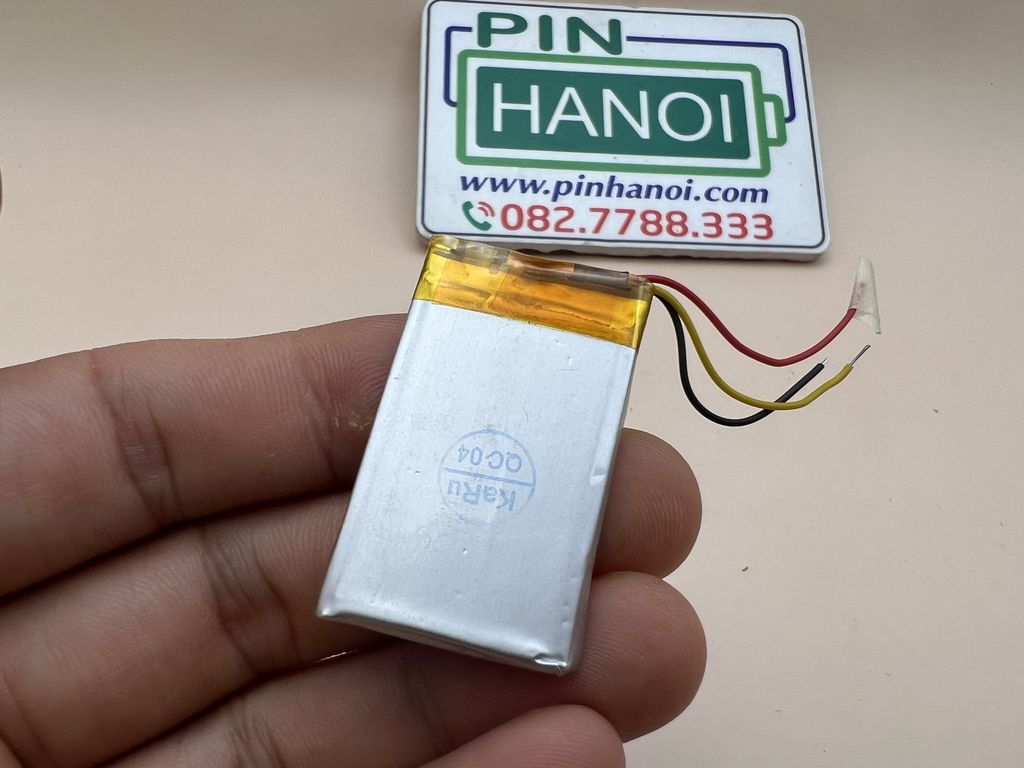 PIN
HANOI
www.pinhanoi.com
082.7788.333
KaRu
QC 04